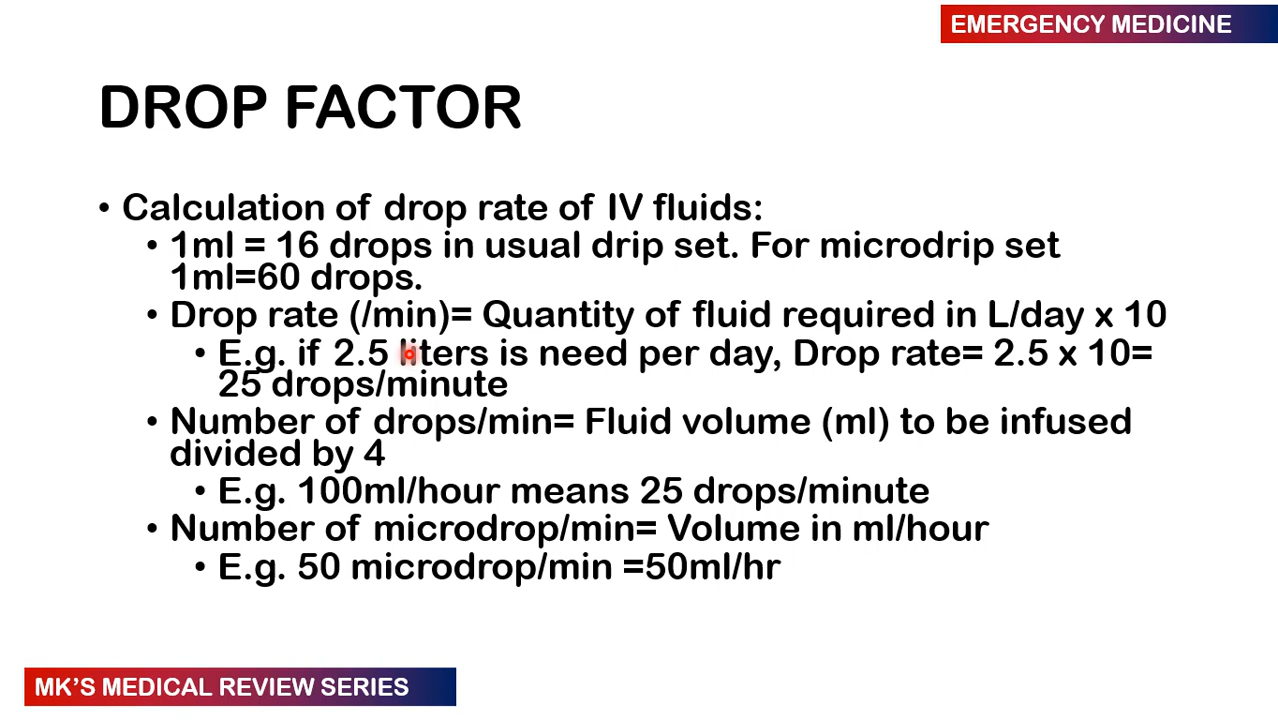 EMERGENCY MEDICINE
DROP FACTOR
• Calculation of drop rate of IV fluids:
• 1ml = 16 drops in usual drip set. For microdrip set
1ml=60 drops.
• Drop rate (/min)= Quantity of fluid required in L/day x 10
• E.g. if 2.5 liters is need per day, Drop rate= 2.5 x 10=
25 drops/minute
• Number of drops/min= Fluid volume (ml) to be infused
divided by 4
• E.g. 100ml/hour means 25 drops/minute
• Number of microdrop/min= Volume in ml/hour
• E.g. 50 microdrop/min =50ml/hr
MK'S MEDICAL REVIEW SERIES